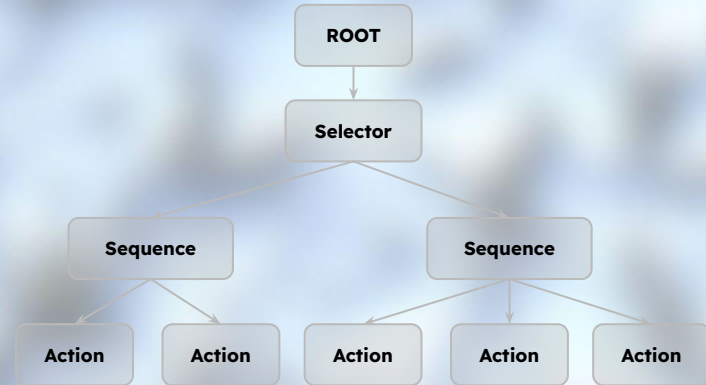 ROOT
Selector
Sequence
Sequence
Action
Action
Action
Action
Action